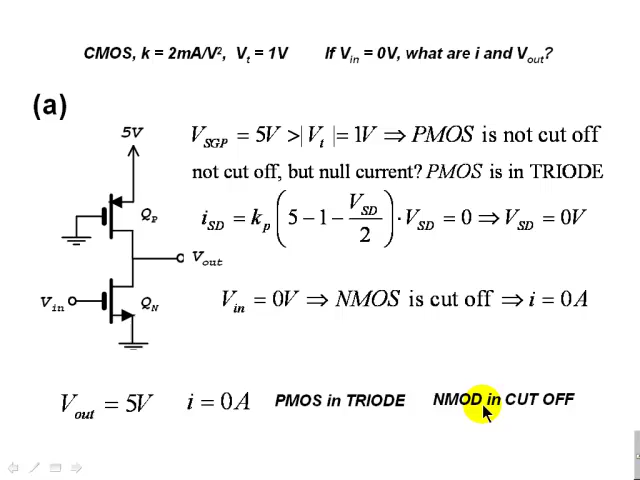 CMOS, k = 2mA/V², Vt = 1V If Vin = 0V, what are i and Vout?
(a)
5V
V_SGP = 5V >| V_t |= 1V ⇒ PMOS is not cut off
not cut off, but null current? PMOS is in TRIODE
Q_P
i_SD = k_p ( 5 − 1 − V_SD / 2 ) · V_SD = 0 ⇒ V_SD = 0V
V_out
V_in
Q_N
V_in = 0V ⇒ NMOS is cut off ⇒ i = 0A
V_out = 5V i = 0A PMOS in TRIODE NMOD in CUT OFF